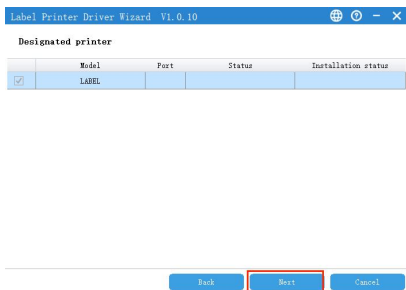 Label Printer Driver Wizard V1.0.10
Designated printer
Model Port Status Installation status
LABEL
Back Next Cancel